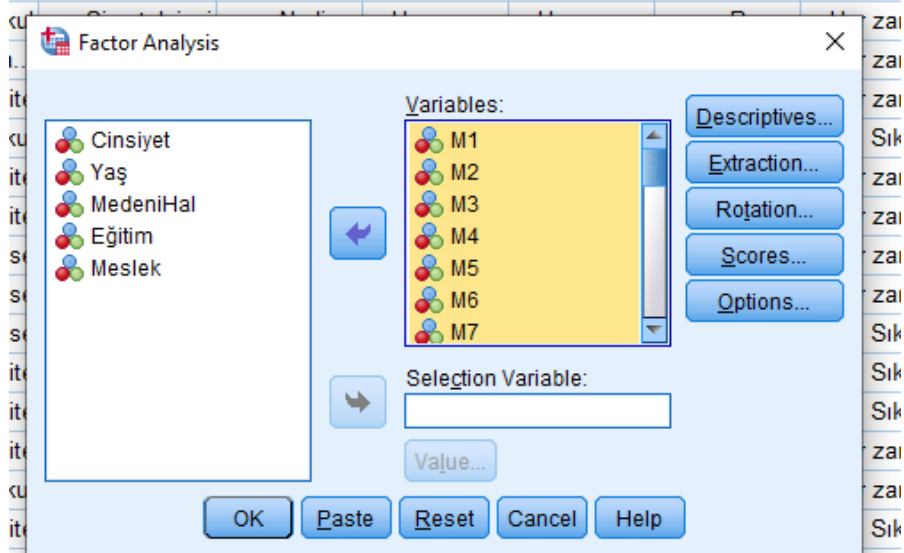 Factor Analysis
Variables:
Cinsiyet
Yaş
MedeniHal
Eğitim
Meslek
M1
M2
M3
M4
M5
M6
M7
Descriptives...
Extraction...
Rotation...
Scores...
Options...
Selection Variable:
Value...
OK Paste Reset Cancel Help